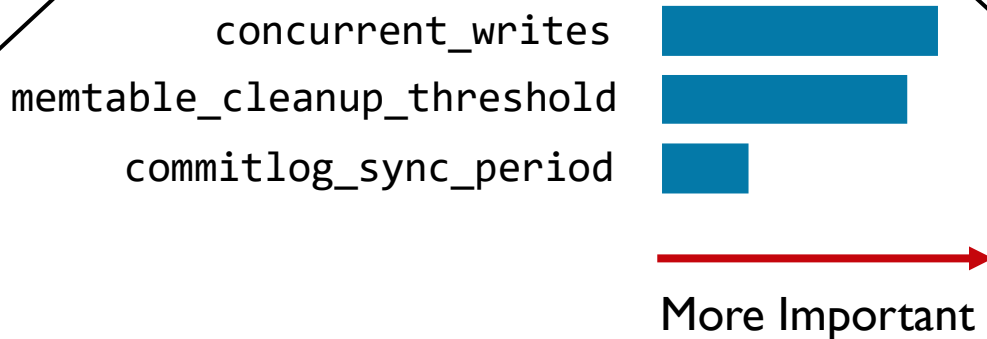 concurrent_writes
memtable_cleanup_threshold
commitlog_sync_period
More Important